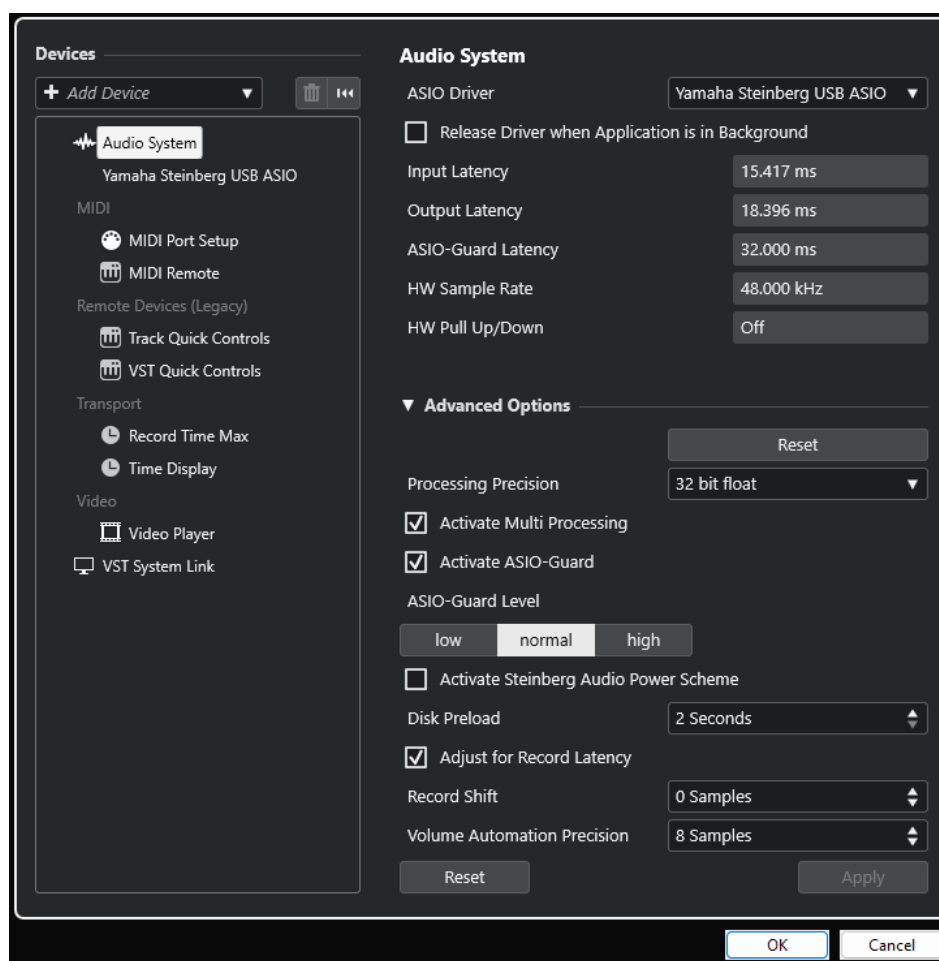 Devices
Add Device
Audio System
Yamaha Steinberg USB ASIO
MIDI
MIDI Port Setup
MIDI Remote
Remote Devices (Legacy)
Track Quick Controls
VST Quick Controls
Transport
Record Time Max
Time Display
Video
Video Player
VST System Link
Audio System
ASIO Driver Yamaha Steinberg USB ASIO
Release Driver when Application is in Background
Input Latency 15.417 ms
Output Latency 18.396 ms
ASIO-Guard Latency 32.000 ms
HW Sample Rate 48.000 kHz
HW Pull Up/Down Off
Advanced Options
Reset
Processing Precision 32 bit float
Activate Multi Processing
Activate ASIO-Guard
ASIO-Guard Level
low normal high
Activate Steinberg Audio Power Scheme
Disk Preload 2 Seconds
Adjust for Record Latency
Record Shift 0 Samples
Volume Automation Precision 8 Samples
Reset Apply
OK Cancel